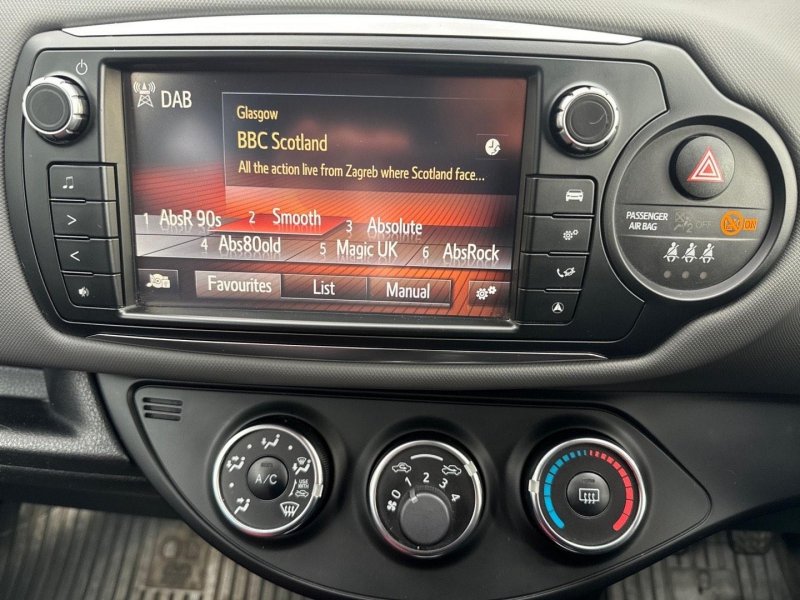 DAB
Glasgow
BBC Scotland
All the action live from Zagreb where Scotland face...
1 AbsR 90s 2 Smooth 3 Absolute
4 Abs80old 5 Magic UK 6 AbsRock
Favourites List Manual
PASSENGER
AIR BAG
OFF
ON
A/C
USE
WITH
0 1 2 3 4